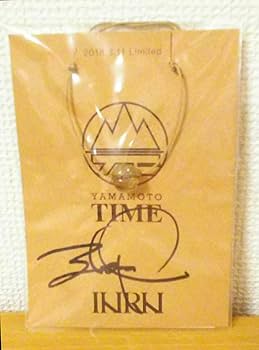 2018.3.11 Limited
YAMAMOTO
TIME
INRN